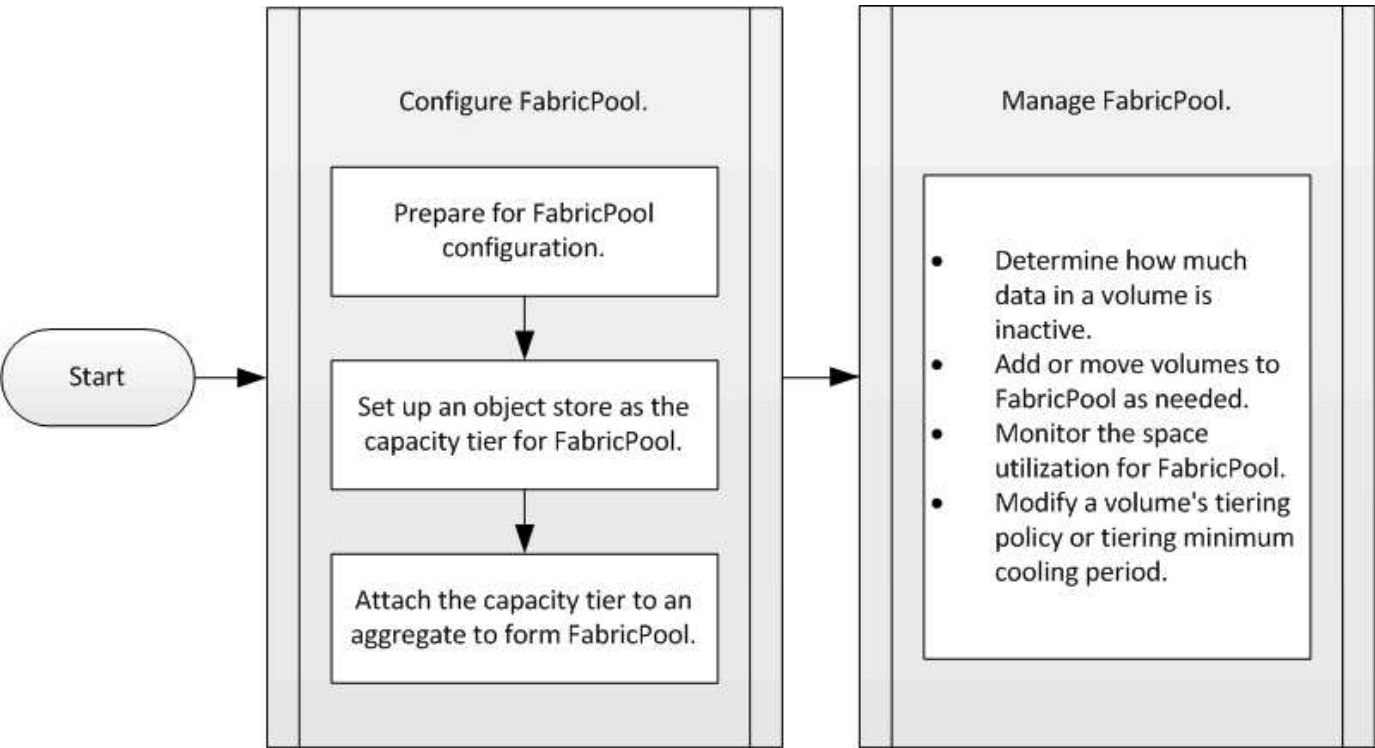 Start
Configure FabricPool.
Prepare for FabricPool
configuration.
Set up an object store as the
capacity tier for FabricPool.
Attach the capacity tier to an
aggregate to form FabricPool.
Manage FabricPool.
• Determine how much
data in a volume is
inactive.
• Add or move volumes to
FabricPool as needed.
• Monitor the space
utilization for FabricPool.
• Modify a volume's tiering
policy or tiering minimum
cooling period.